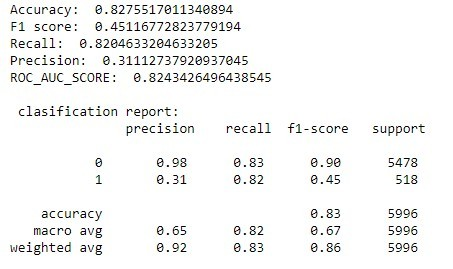 Accuracy:  0.8275517011340894
F1 score:  0.45116772823779194
Recall:  0.8204633204633205
Precision:  0.31112737920937045
ROC_AUC_SCORE:  0.8243426496438545
clasification report:
precision    recall  f1-score   support
0       0.98      0.83      0.90      5478
1       0.31      0.82      0.45       518
accuracy                           0.83      5996
macro avg       0.65      0.82      0.67      5996
weighted avg       0.92      0.83      0.86      5996